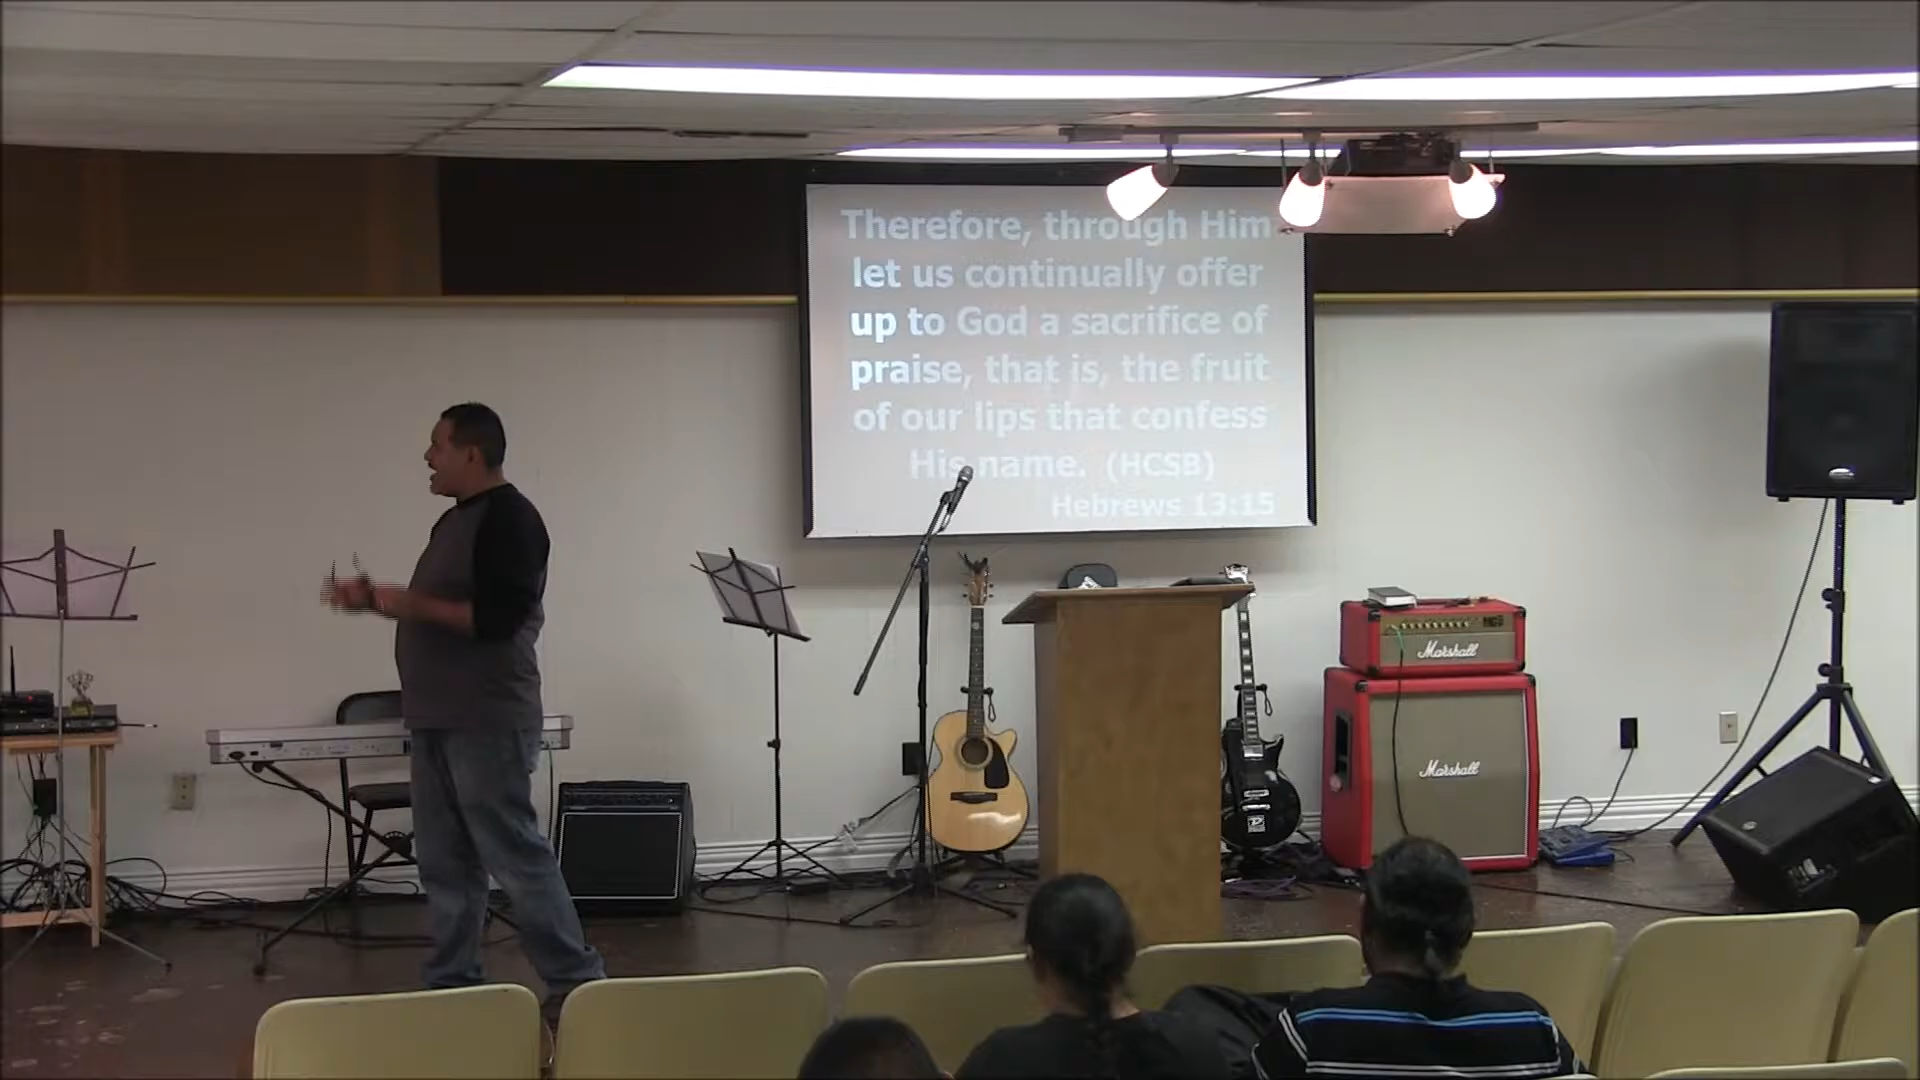 Therefore, through Him
let us continually offer
up to God a sacrifice of
praise, that is, the fruit
of our lips that confess
His name. (HCSB)
Hebrews 13:15
Marshall
Marshall